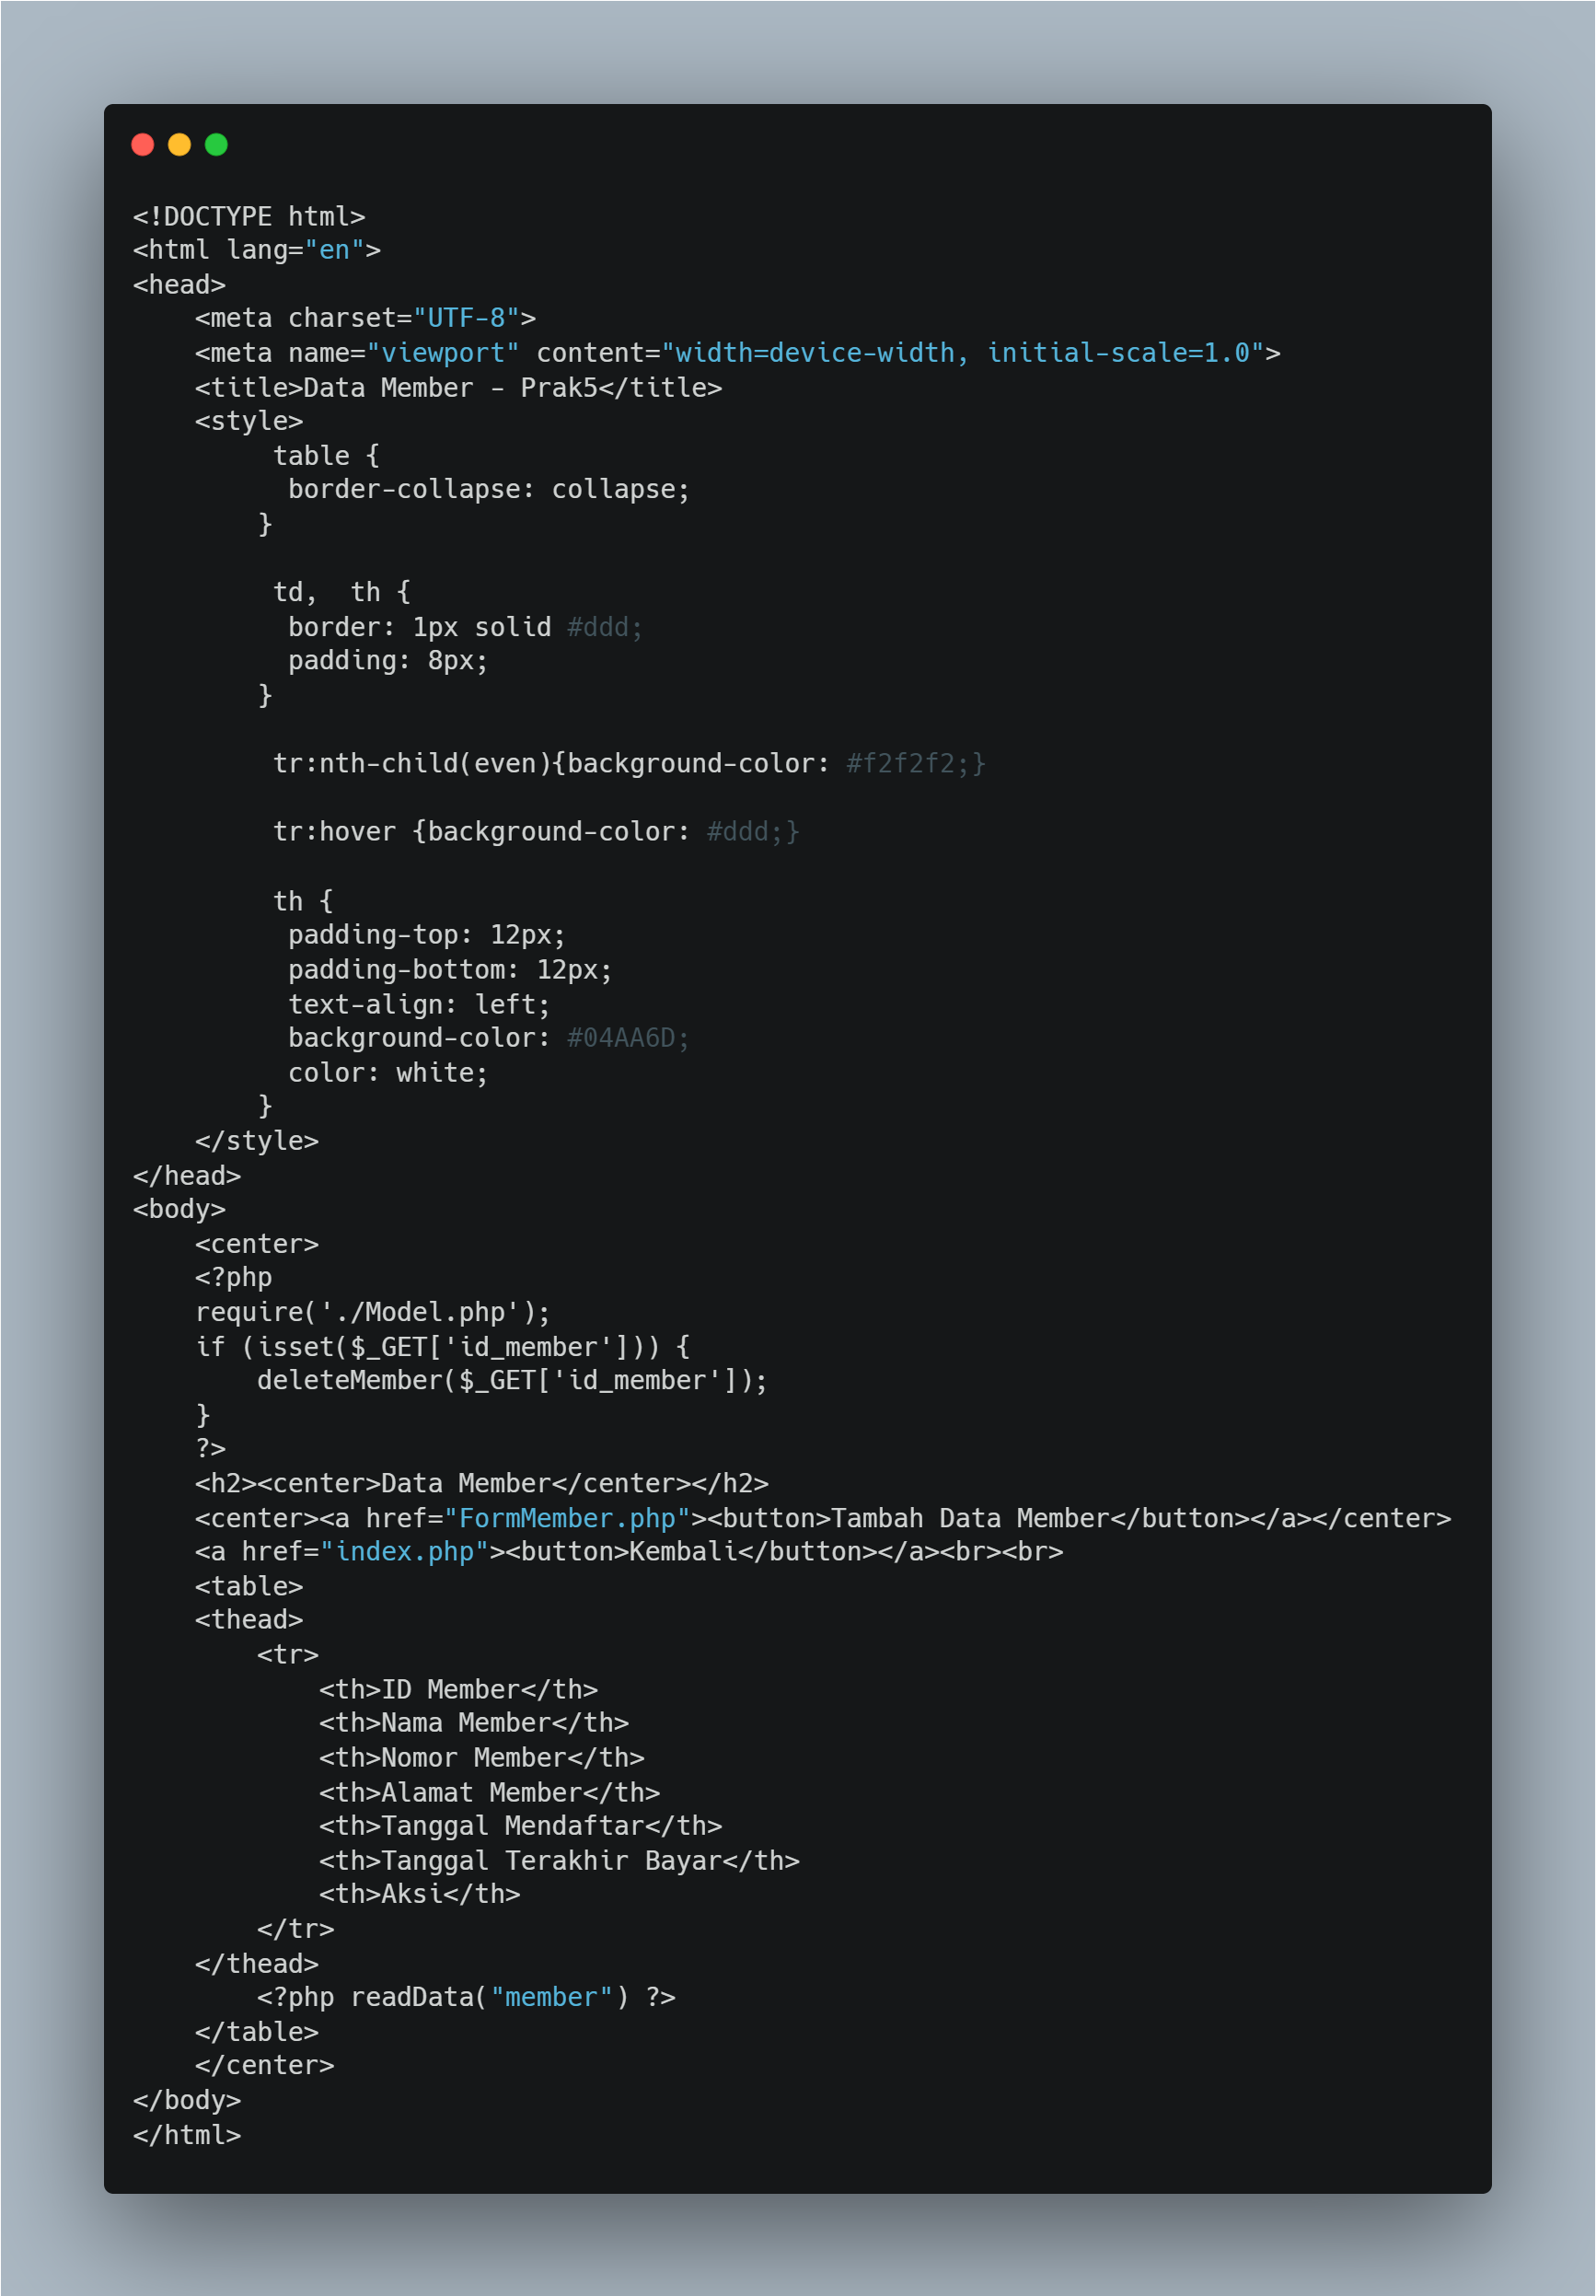 <!DOCTYPE html>
<html lang="en">
<head>
    <meta charset="UTF-8">
    <meta name="viewport" content="width=device-width, initial-scale=1.0">
    <title>Data Member - Prak5</title>
    <style>
         table {
          border-collapse: collapse;
        }

         td,  th {
          border: 1px solid #ddd;
          padding: 8px;
        }

         tr:nth-child(even){background-color: #f2f2f2;}

         tr:hover {background-color: #ddd;}

         th {
          padding-top: 12px;
          padding-bottom: 12px;
          text-align: left;
          background-color: #04AA6D;
          color: white;
        }
    </style>
</head>
<body>
    <center>
    <?php
    require('./Model.php');
    if (isset($_GET['id_member'])) {
        deleteMember($_GET['id_member']);
    }
    ?>
    <h2><center>Data Member</center></h2>
    <center><a href="FormMember.php"><button>Tambah Data Member</button></a></center>
    <a href="index.php"><button>Kembali</button></a><br><br>
    <table>
    <thead>
        <tr>
            <th>ID Member</th>
            <th>Nama Member</th>
            <th>Nomor Member</th>
            <th>Alamat Member</th>
            <th>Tanggal Mendaftar</th>
            <th>Tanggal Terakhir Bayar</th>
            <th>Aksi</th>
        </tr>
    </thead>
        <?php readData("member") ?>
    </table>
    </center>
</body>
</html>